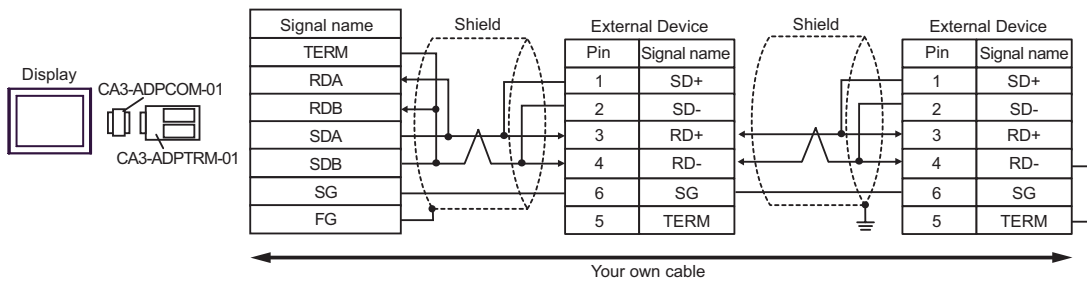 Display
CA3-ADPCOM-01
CA3-ADPTRM-01
Signal name
TERM
RDA
RDB
SDA
SDB
SG
FG
Shield
External Device
Pin Signal name
1 SD+
2 SD-
3 RD+
4 RD-
6 SG
5 TERM
Shield
External Device
Pin Signal name
1 SD+
2 SD-
3 RD+
4 RD-
6 SG
5 TERM
Your own cable